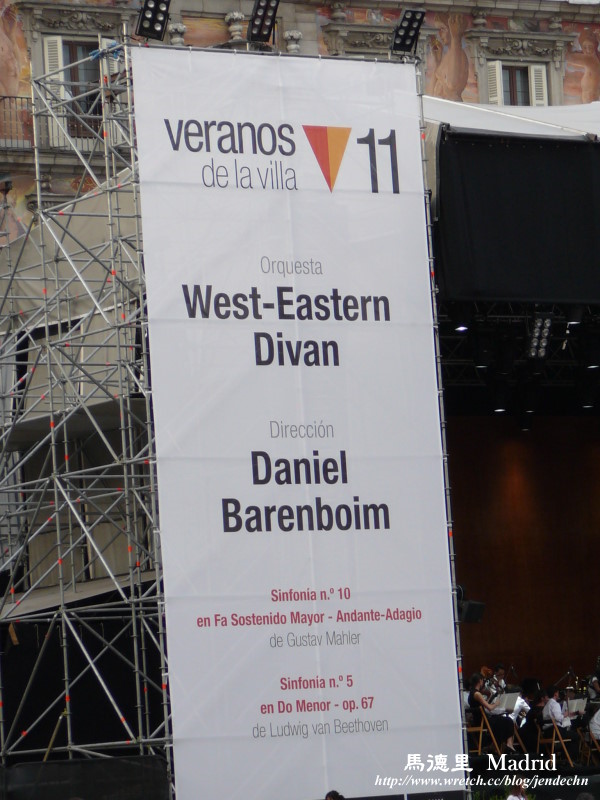 veranos
de la villa
11
Orquesta
West-Eastern
Divan
Dirección
Daniel
Barenboim
Sinfonía n.º 10
en Fa Sostenido Mayor - Andante-Adagio
de Gustav Mahler
Sinfonía n.º 5
en Do Menor - op. 67
de Ludwig van Beethoven
馬德里 Madrid
http://www.wretch.cc/blog/jendechn